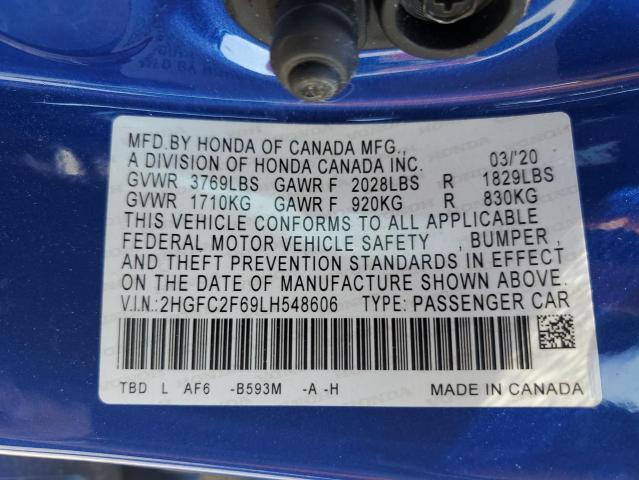 MFD.BY HONDA OF CANADA MFG.,
A DIVISION OF HONDA CANADA INC. 03/'20
GVWR 3769LBS GAWR F 2028LBS R 1829LBS
GVWR 1710KG GAWR F 920KG R 830KG
THIS VEHICLE CONFORMS TO ALL APPLICABLE
FEDERAL MOTOR VEHICLE SAFETY , BUMPER ,
AND THEFT PREVENTION STANDARDS IN EFFECT
ON THE DATE OF MANUFACTURE SHOWN ABOVE.
V.I.N.:2HGFC2F69LH548606 TYPE: PASSENGER CAR
TBD L AF6 -B593M -A -H MADE IN CANADA